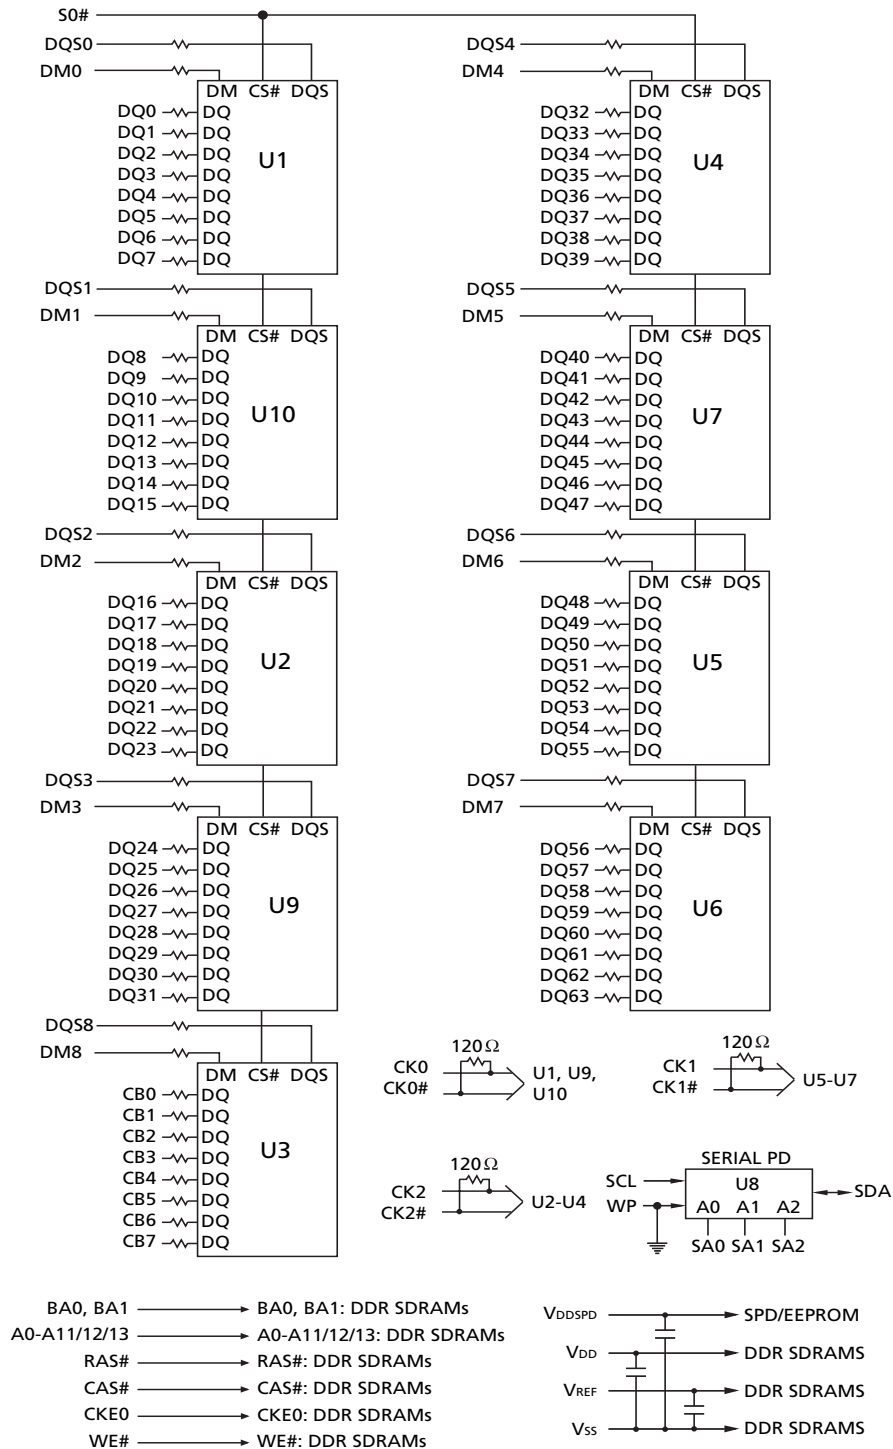 S0#
DQS0
DM0
DM CS# DQS
DQ0 DQ
DQ1 DQ
DQ2 DQ
DQ3 DQ
DQ4 DQ
DQ5 DQ
DQ6 DQ
DQ7 DQ
U1
DQS4
DM4
DM CS# DQS
DQ32 DQ
DQ33 DQ
DQ34 DQ
DQ35 DQ
DQ36 DQ
DQ37 DQ
DQ38 DQ
DQ39 DQ
U4
DQS1
DM1
DM CS# DQS
DQ8 DQ
DQ9 DQ
DQ10 DQ
DQ11 DQ
DQ12 DQ
DQ13 DQ
DQ14 DQ
DQ15 DQ
U10
DQS5
DM5
DM CS# DQS
DQ40 DQ
DQ41 DQ
DQ42 DQ
DQ43 DQ
DQ44 DQ
DQ45 DQ
DQ46 DQ
DQ47 DQ
U7
DQS2
DM2
DM CS# DQS
DQ16 DQ
DQ17 DQ
DQ18 DQ
DQ19 DQ
DQ20 DQ
DQ21 DQ
DQ22 DQ
DQ23 DQ
U2
DQS6
DM6
DM CS# DQS
DQ48 DQ
DQ49 DQ
DQ50 DQ
DQ51 DQ
DQ52 DQ
DQ53 DQ
DQ54 DQ
DQ55 DQ
U5
DQS3
DM3
DM CS# DQS
DQ24 DQ
DQ25 DQ
DQ26 DQ
DQ27 DQ
DQ28 DQ
DQ29 DQ
DQ30 DQ
DQ31 DQ
U9
DQS7
DM7
DM CS# DQS
DQ56 DQ
DQ57 DQ
DQ58 DQ
DQ59 DQ
DQ60 DQ
DQ61 DQ
DQ62 DQ
DQ63 DQ
U6
DQS8
DM8
DM CS# DQS
CB0 DQ
CB1 DQ
CB2 DQ
CB3 DQ
CB4 DQ
CB5 DQ
CB6 DQ
CB7 DQ
U3
120Ω
CK0
CK0#
U1, U9,
U10
120Ω
CK1
CK1#
U5-U7
120Ω
CK2
CK2#
U2-U4
SERIAL PD
SCL
U8
SDA
WP
A0 A1 A2
SA0 SA1 SA2
BA0, BA1 BA0, BA1: DDR SDRAMs
A0-A11/12/13 A0-A11/12/13: DDR SDRAMs
RAS# RAS#: DDR SDRAMs
CAS# CAS#: DDR SDRAMs
CKE0 CKE0: DDR SDRAMs
WE# WE#: DDR SDRAMs
VDDSPD SPD/EEPROM
VDD DDR SDRAMS
VREF DDR SDRAMS
VSS DDR SDRAMS